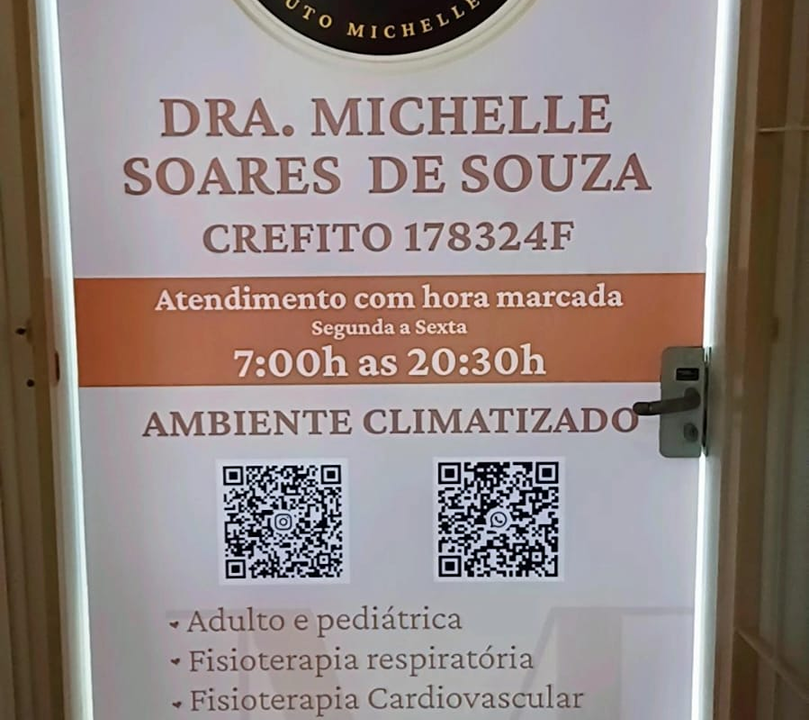 UTO MICHELLE
DRA. MICHELLE
SOARES DE SOUZA
CREFITO 178324F
Atendimento com hora marcada
Segunda a Sexta
7:00h as 20:30h
AMBIENTE CLIMATIZADO
Adulto e pediátrica
Fisioterapia respiratória
Fisioterapia Cardiovascular